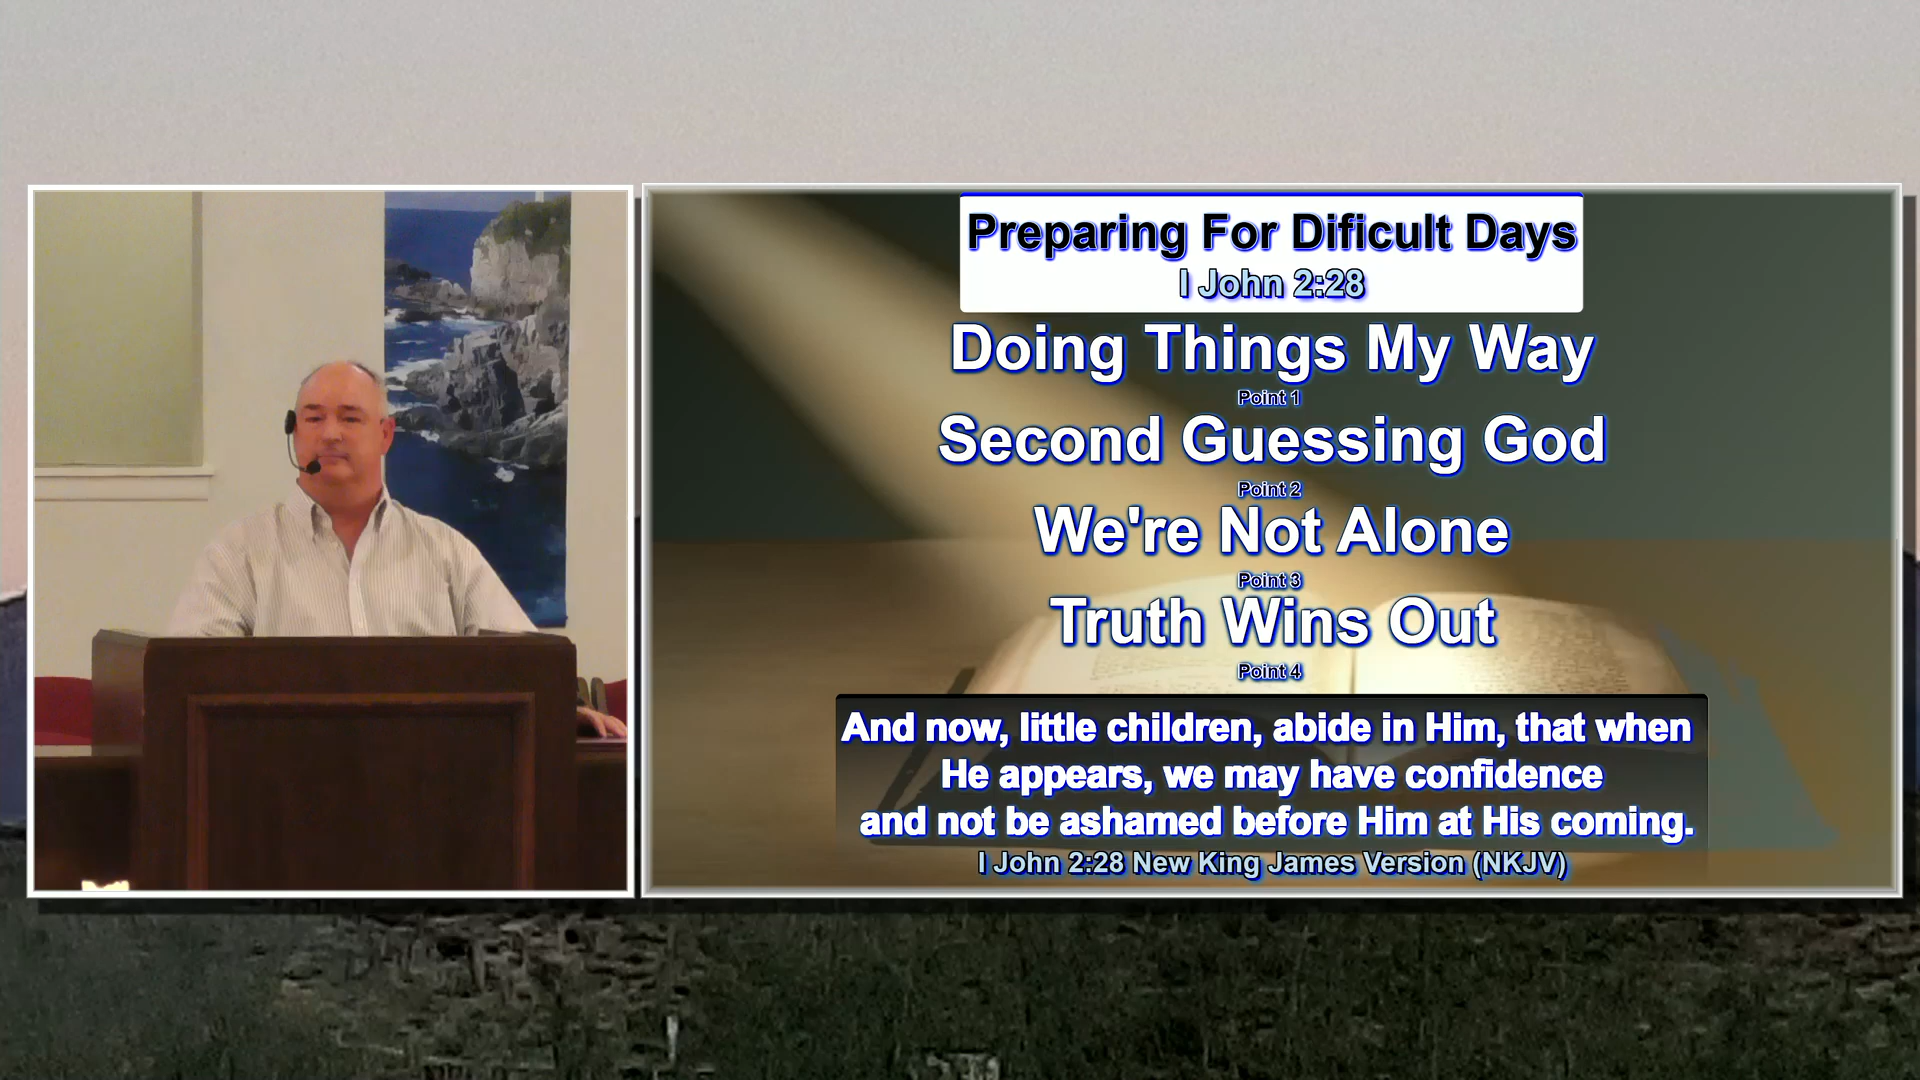 Preparing For Dificult Days
I John 2:28
Doing Things My Way
Point 1
Second Guessing God
Point 2
We're Not Alone
Point 3
Truth Wins Out
Point 4
And now, little children, abide in Him, that when
He appears, we may have confidence
and not be ashamed before Him at His coming.
I John 2:28 New King James Version (NKJV)